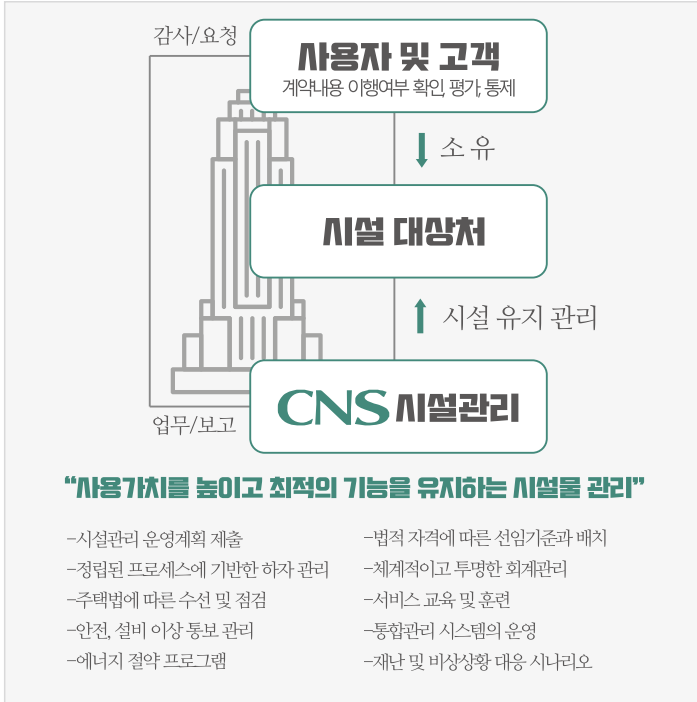 감사/요청
사용자 및 고객
계약내용 이행여부 확인, 평가, 통제
소 유
시설 대상처
시설 유지 관리
CNS 시설관리
업무/보고
“사용가치를 높이고 최적의 기능을 유지하는 시설물 관리”
-시설관리 운영계획 제출
-정립된 프로세스에 기반한 하자 관리
-주택법에 따른 수선 및 점검
-안전, 설비 이상 통보 관리
-에너지 절약 프로그램
-법적 자격에 따른 선임기준과 배치
-체계적이고 투명한 회계관리
-서비스 교육 및 훈련
-통합관리 시스템의 운영
-재난 및 비상상황 대응 시나리오